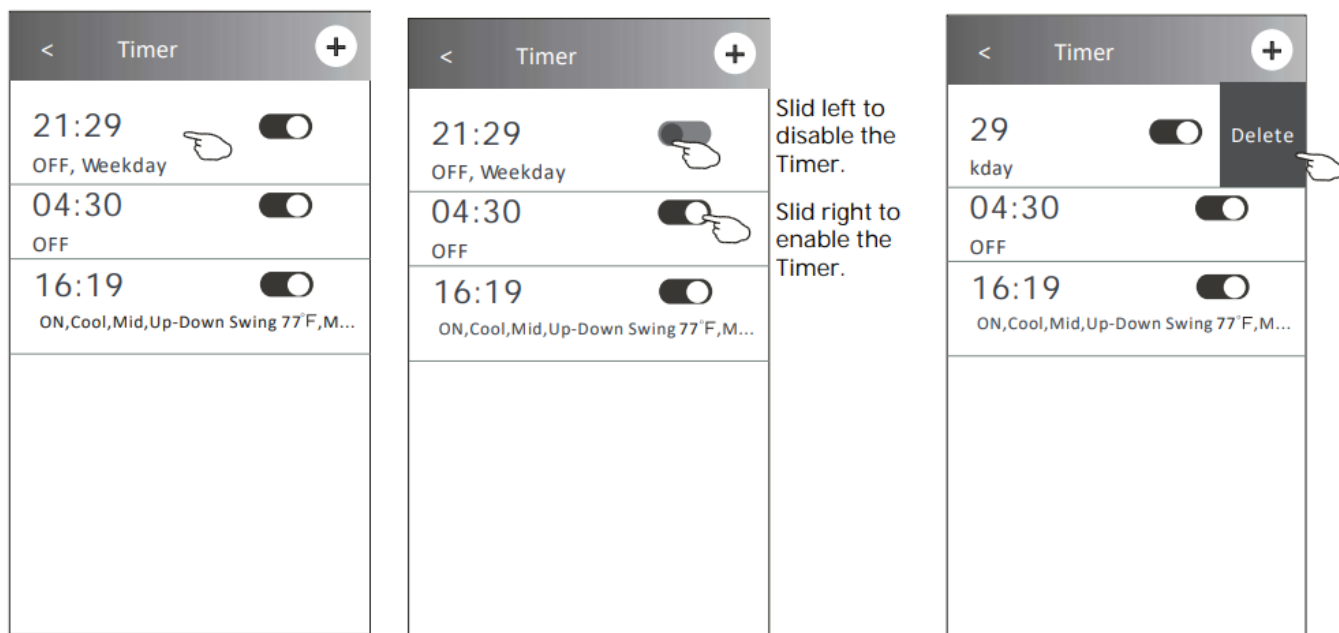 < Timer +
21:29
OFF, Weekday
04:30
OFF
16:19
ON,Cool,Mid,Up-Down Swing 77°F,M...
< Timer +
21:29
OFF, Weekday
04:30
OFF
16:19
ON,Cool,Mid,Up-Down Swing 77°F,M...
Slid left to
disable the
Timer.
Slid right to
enable the
Timer.
< Timer +
29
kday
Delete
04:30
OFF
16:19
ON,Cool,Mid,Up-Down Swing 77°F,M...